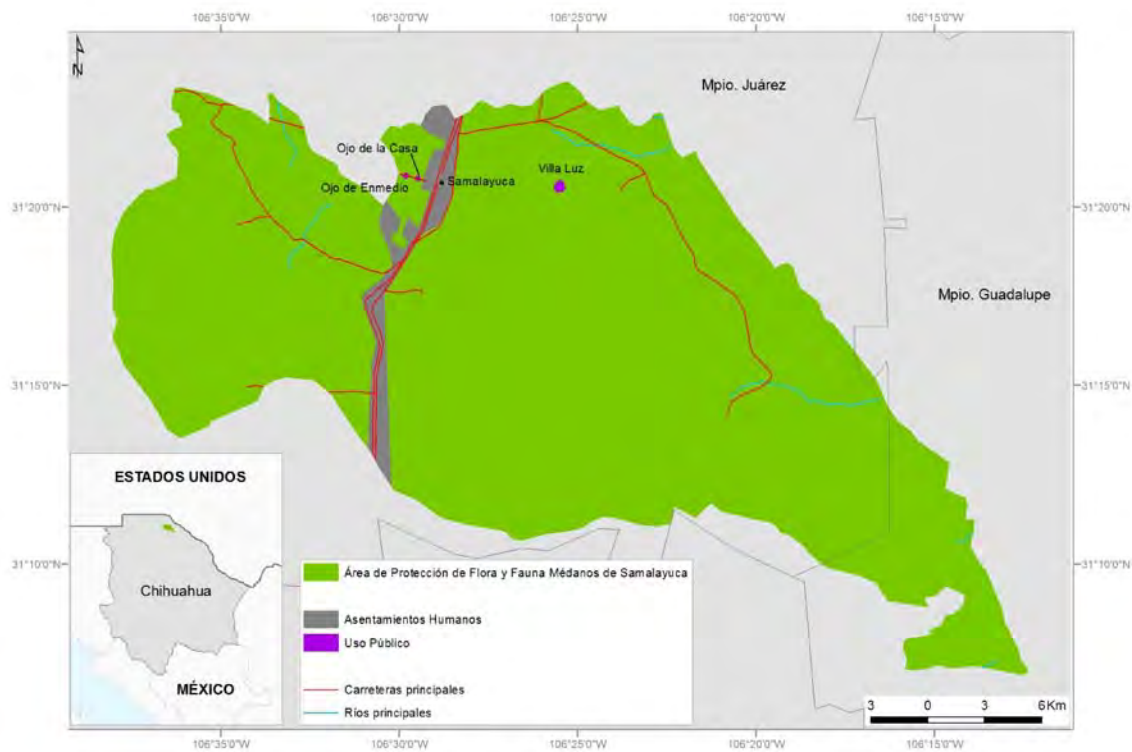 106°35'0"W
106°30'0"W
106°25'0"W
106°20'0"W
106°15'0"W
N
Mpio. Juárez
Ojo de la Casa
Villa Luz
Ojo de Enmedio
Samalayuca
31°20'0"N
31°20'0"N
Mpio. Guadalupe
31°15'0"N
31°15'0"N
ESTADOS UNIDOS
Chihuahua
MÉXICO
31°10'0"N
31°10'0"N
Área de Protección de Flora y Fauna Médanos de Samalayuca
Asentamientos Humanos
Uso Público
Carreteras principales
Ríos principales
3 0 3 6 Km
106°35'0"W
106°30'0"W
106°25'0"W
106°20'0"W
106°15'0"W